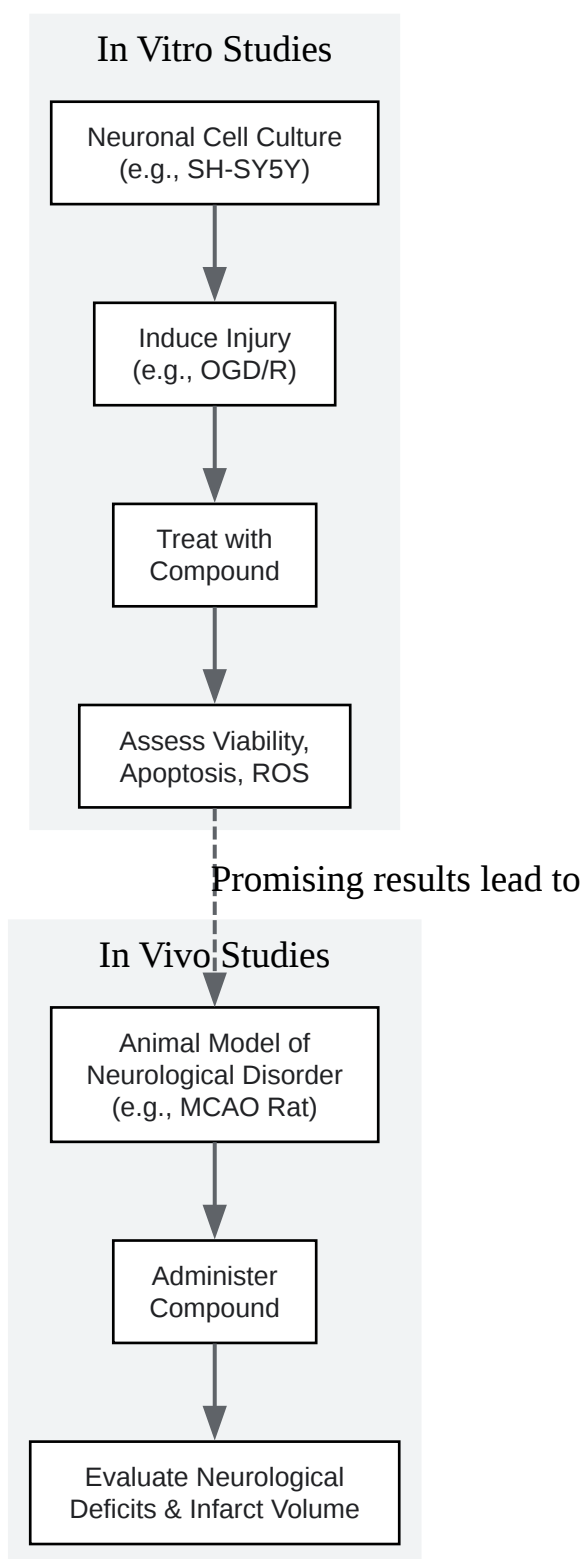 In Vitro Studies
Neuronal Cell Culture
(e.g., SH-SY5Y)
Induce Injury
(e.g., OGD/R)
Treat with
Compound
Assess Viability,
Apoptosis, ROS
Promising results lead to
In Vivo Studies
Animal Model of
Neurological Disorder
(e.g., MCAO Rat)
Administer
Compound
Evaluate Neurological
Deficits & Infarct Volume